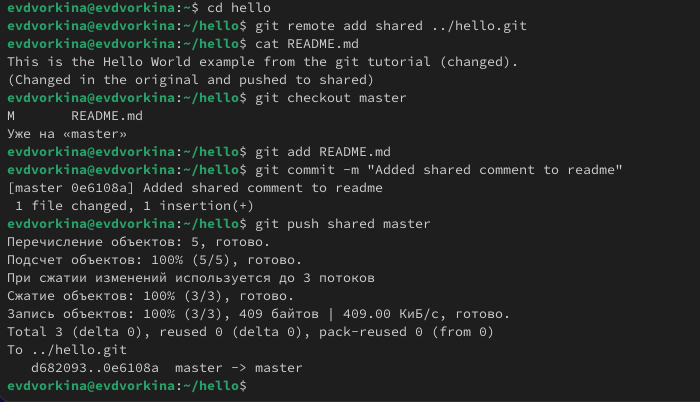 evdvorkina@evdvorkina:~$ cd hello
evdvorkina@evdvorkina:~/hello$ git remote add shared ../hello.git
evdvorkina@evdvorkina:~/hello$ cat README.md
This is the Hello World example from the git tutorial (changed).
(Changed in the original and pushed to shared)
evdvorkina@evdvorkina:~/hello$ git checkout master
M       README.md
Уже на «master»
evdvorkina@evdvorkina:~/hello$ git add README.md
evdvorkina@evdvorkina:~/hello$ git commit -m "Added shared comment to readme"
[master 0e6108a] Added shared comment to readme
 1 file changed, 1 insertion(+)
evdvorkina@evdvorkina:~/hello$ git push shared master
Перечисление объектов: 5, готово.
Подсчет объектов: 100% (5/5), готово.
При сжатии изменений используется до 3 потоков
Сжатие объектов: 100% (3/3), готово.
Запись объектов: 100% (3/3), 409 байтов | 409.00 КиБ/с, готово.
Total 3 (delta 0), reused 0 (delta 0), pack-reused 0 (from 0)
To ../hello.git
   d682093..0e6108a  master -> master
evdvorkina@evdvorkina:~/hello$